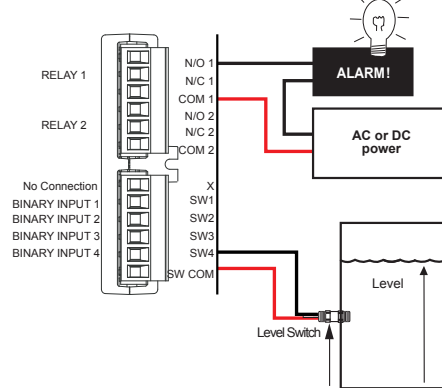 RELAY 1
RELAY 2
N/O 1
N/C 1
COM 1
N/O 2
N/C 2
COM 2
ALARM!
AC or DC
power
No Connection
BINARY INPUT 1
BINARY INPUT 2
BINARY INPUT 3
BINARY INPUT 4
X
SW1
SW2
SW3
SW4
SW COM
Level
Level Switch